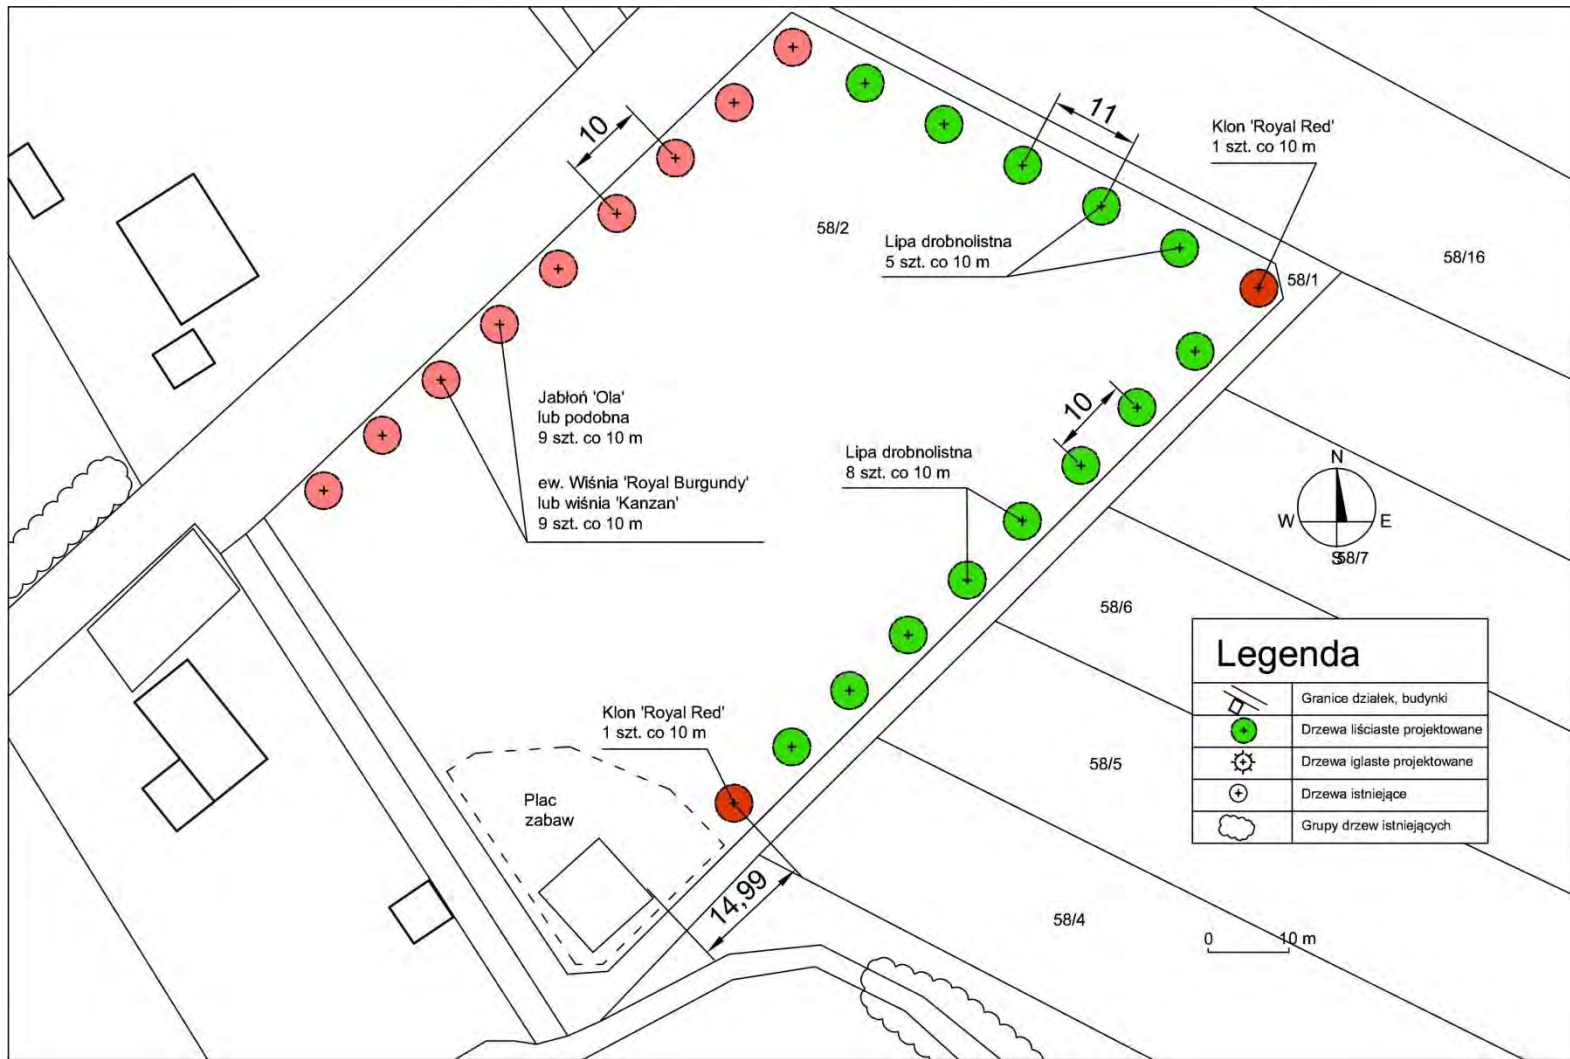 10
11
Klon 'Royal Red'
1 szt. co 10 m
58/2
Lipa drobnolistna
5 szt. co 10 m
58/16
58/1
Jabłoń 'Ola'
lub podobna
9 szt. co 10 m
ew. Wiśnia 'Royal Burgundy'
lub wiśnia 'Kanzan'
9 szt. co 10 m
10
Lipa drobnolistna
8 szt. co 10 m
N
W E
S
58/7
58/6
Legenda
Granice działek, budynki
Drzewa liściaste projektowane
Drzewa iglaste projektowane
Drzewa istniejące
Grupy drzew istniejących
Klon 'Royal Red'
1 szt. co 10 m
58/5
Plac
zabaw
14,99
58/4
0 10 m